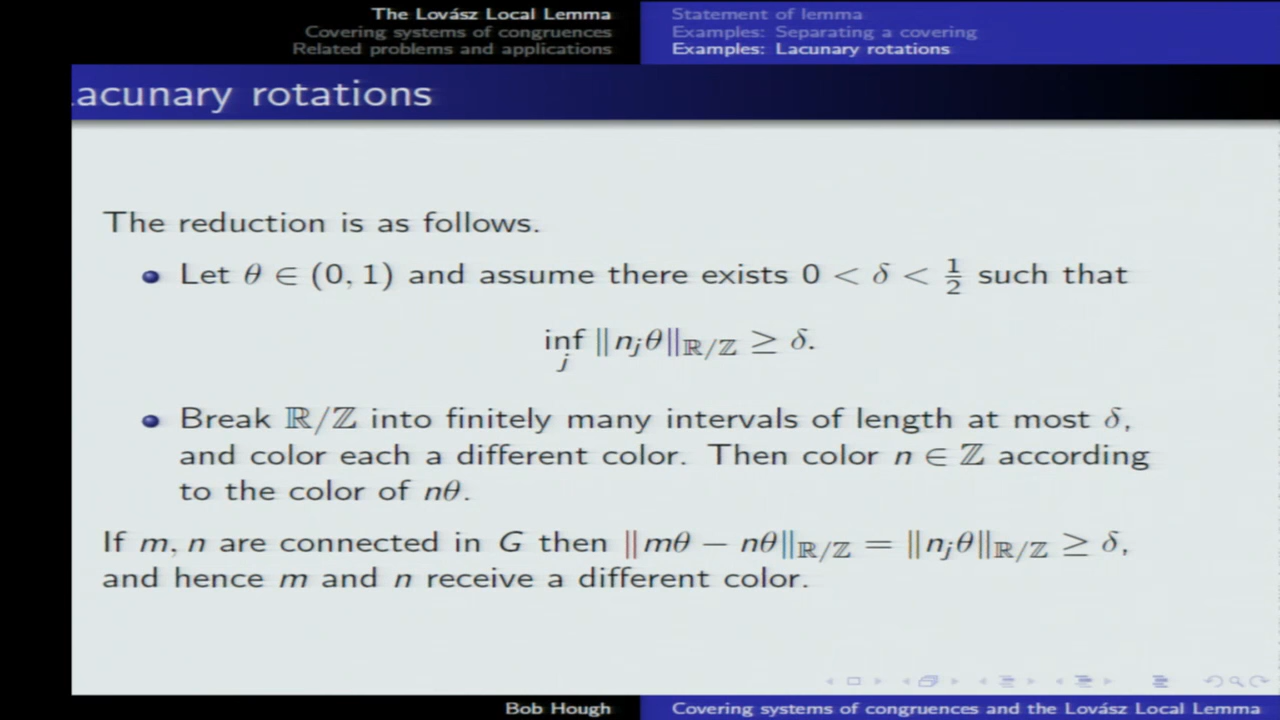 The Lovász Local Lemma
Covering systems of congruences
Related problems and applications
Statement of lemma
Examples: Separating a covering
Examples: Lacunary rotations
acunary rotations
The reduction is as follows.
Let θ ∈ (0, 1) and assume there exists 0 < δ < 1/2 such that
inf_j ‖n_jθ‖_{ℝ/ℤ} ≥ δ.
Break ℝ/ℤ into finitely many intervals of length at most δ,
and color each a different color. Then color n ∈ ℤ according
to the color of nθ.
If m, n are connected in G then ‖mθ − nθ‖_{ℝ/ℤ} = ‖n_jθ‖_{ℝ/ℤ} ≥ δ,
and hence m and n receive a different color.
Bob Hough
Covering systems of congruences and the Lovász Local Lemma